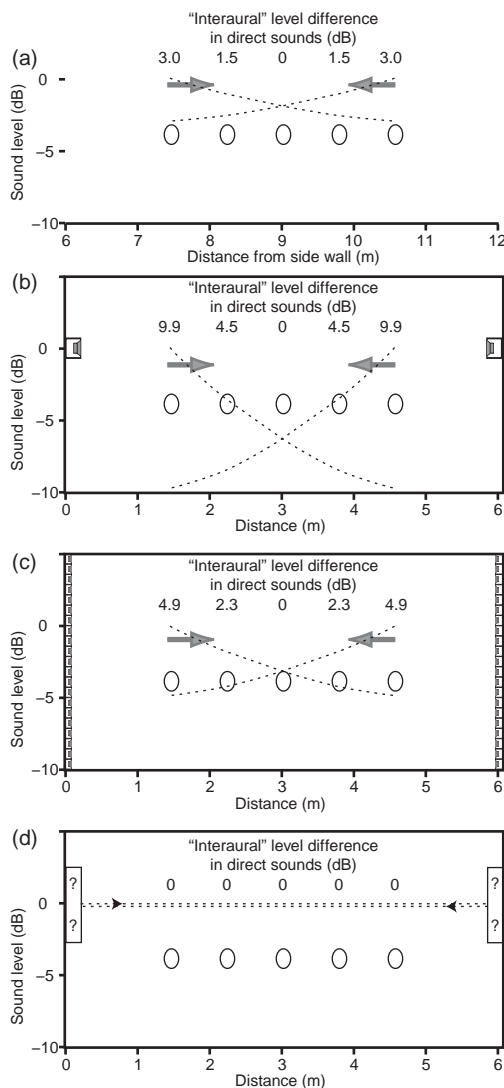 “Interaural” level difference
in direct sounds (dB)
(a)
3.0 1.5 0 1.5 3.0
Sound level (dB)
0
−5
−10
6 7 8 9 10 11 12
Distance from side wall (m)
(b)
“Interaural” level difference
in direct sounds (dB)
9.9 4.5 0 4.5 9.9
Sound level (dB)
0
−5
−10
0 1 2 3 4 5 6
Distance (m)
(c)
“Interaural” level difference
in direct sounds (dB)
4.9 2.3 0 2.3 4.9
Sound level (dB)
0
−5
−10
0 1 2 3 4 5 6
Distance (m)
(d)
“Interaural” level difference
in direct sounds (dB)
0 0 0 0 0
Sound level (dB)
? ?
0
? ?
−5
−10
0 1 2 3 4 5 6
Distance (m)